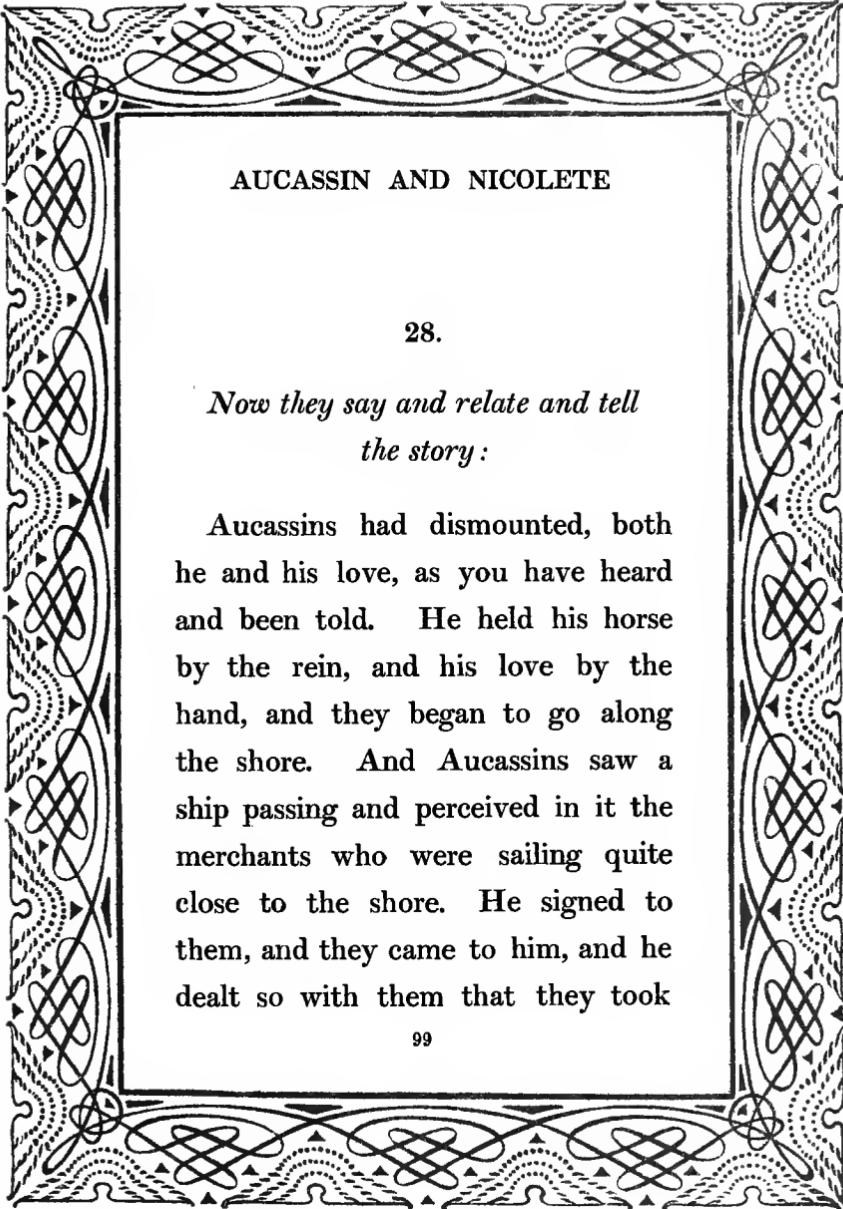 AUCASSIN AND NICOLETE
28.
Now they say and relate and tell
the story:
Aucassins had dismounted, both
he and his love, as you have heard
and been told. He held his horse
by the rein, and his love by the
hand, and they began to go along
the shore. And Aucassins saw a
ship passing and perceived in it the
merchants who were sailing quite
close to the shore. He signed to
them, and they came to him, and he
dealt so with them that they took
99